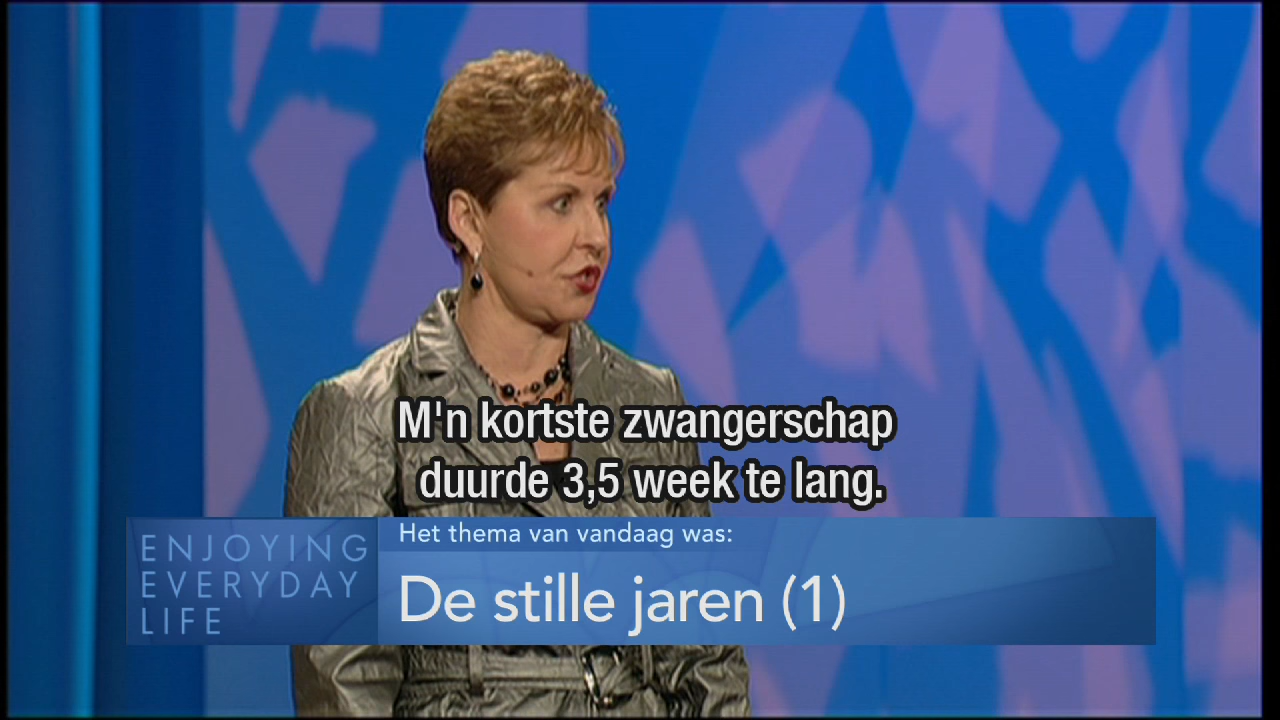 M'n kortste zwangerschap
duurde 3,5 week te lang.
Het thema van vandaag was:
ENJOYING
EVERYDAY
LIFE
De stille jaren (1)